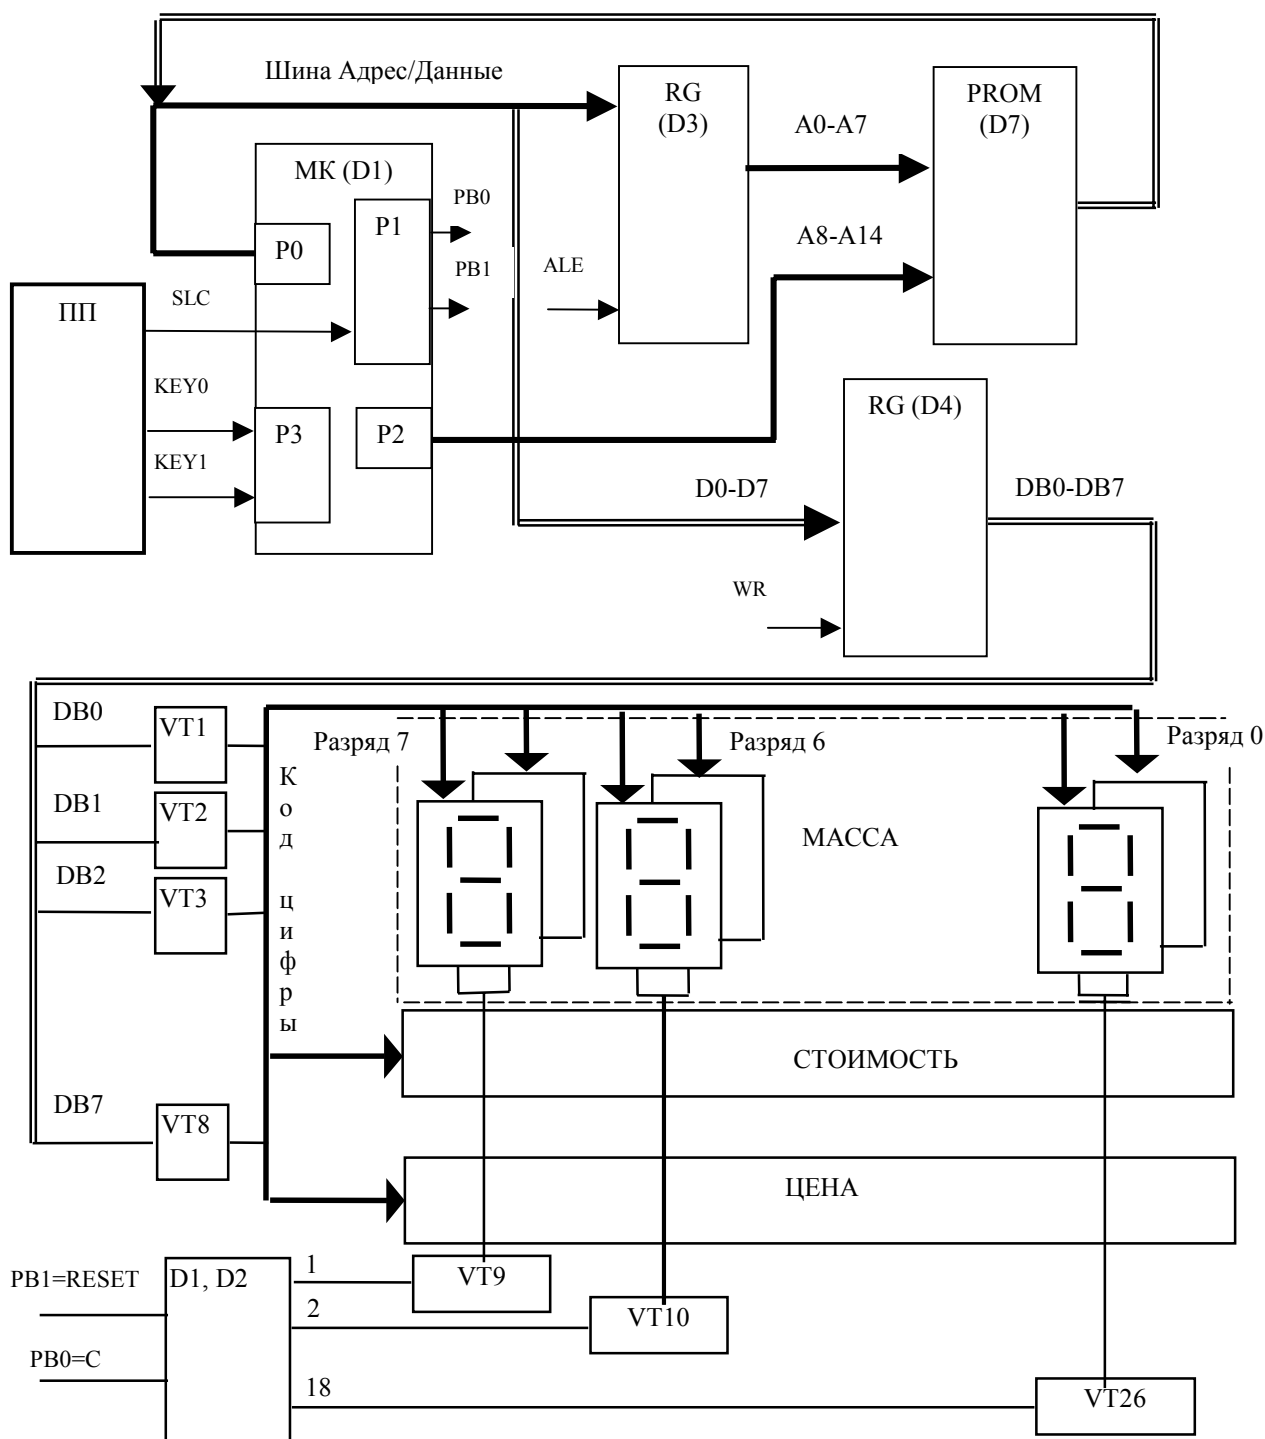 Шина Адрес/Данные
RG
(D3)
PROM
(D7)
A0-A7
МК (D1)
P0
P1
PB0
PB1
A8-A14
ALE
ПП
SLC
KEY0
KEY1
P3
P2
RG (D4)
D0-D7
DB0-DB7
WR
DB0
VT1
DB1
VT2
DB2
VT3
DB7
VT8
Код цифры
Разряд 7
Разряд 6
Разряд 0
МАССА
СТОИМОСТЬ
ЦЕНА
PB1=RESET
PB0=C
D1, D2
1
VT9
2
VT10
18
VT26